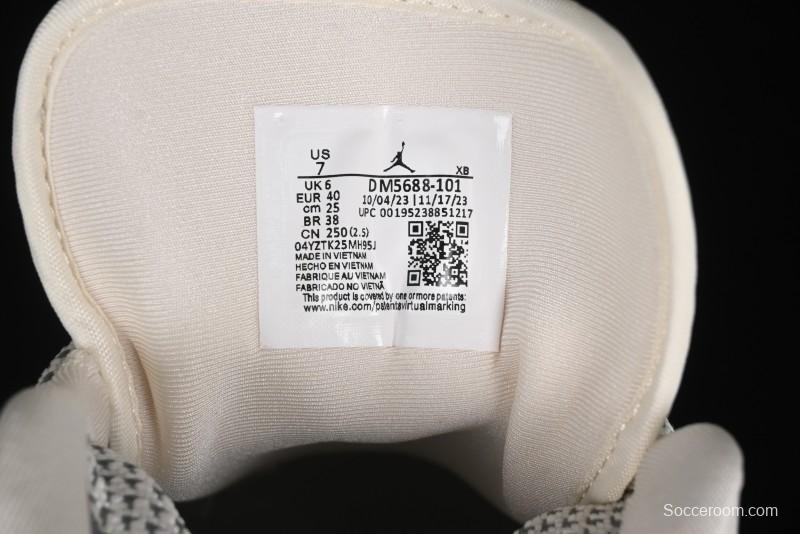 US
7
XB
UK 6
EUR 40
cm 25
BR 38
CN 250 (2.5)
DM5688-101
10/04/23 | 11/17/23
UPC 00195238851217
04YZTK25MH95J
MADE IN VIETNAM
HECHO EN VIETNAM
FABRIQUE AU VIETNAM
FABRICADO NO VIETNÃ
This product is covered by one or more patents:
www.nike.com/patentsvirtualmarking
Socceroom.com